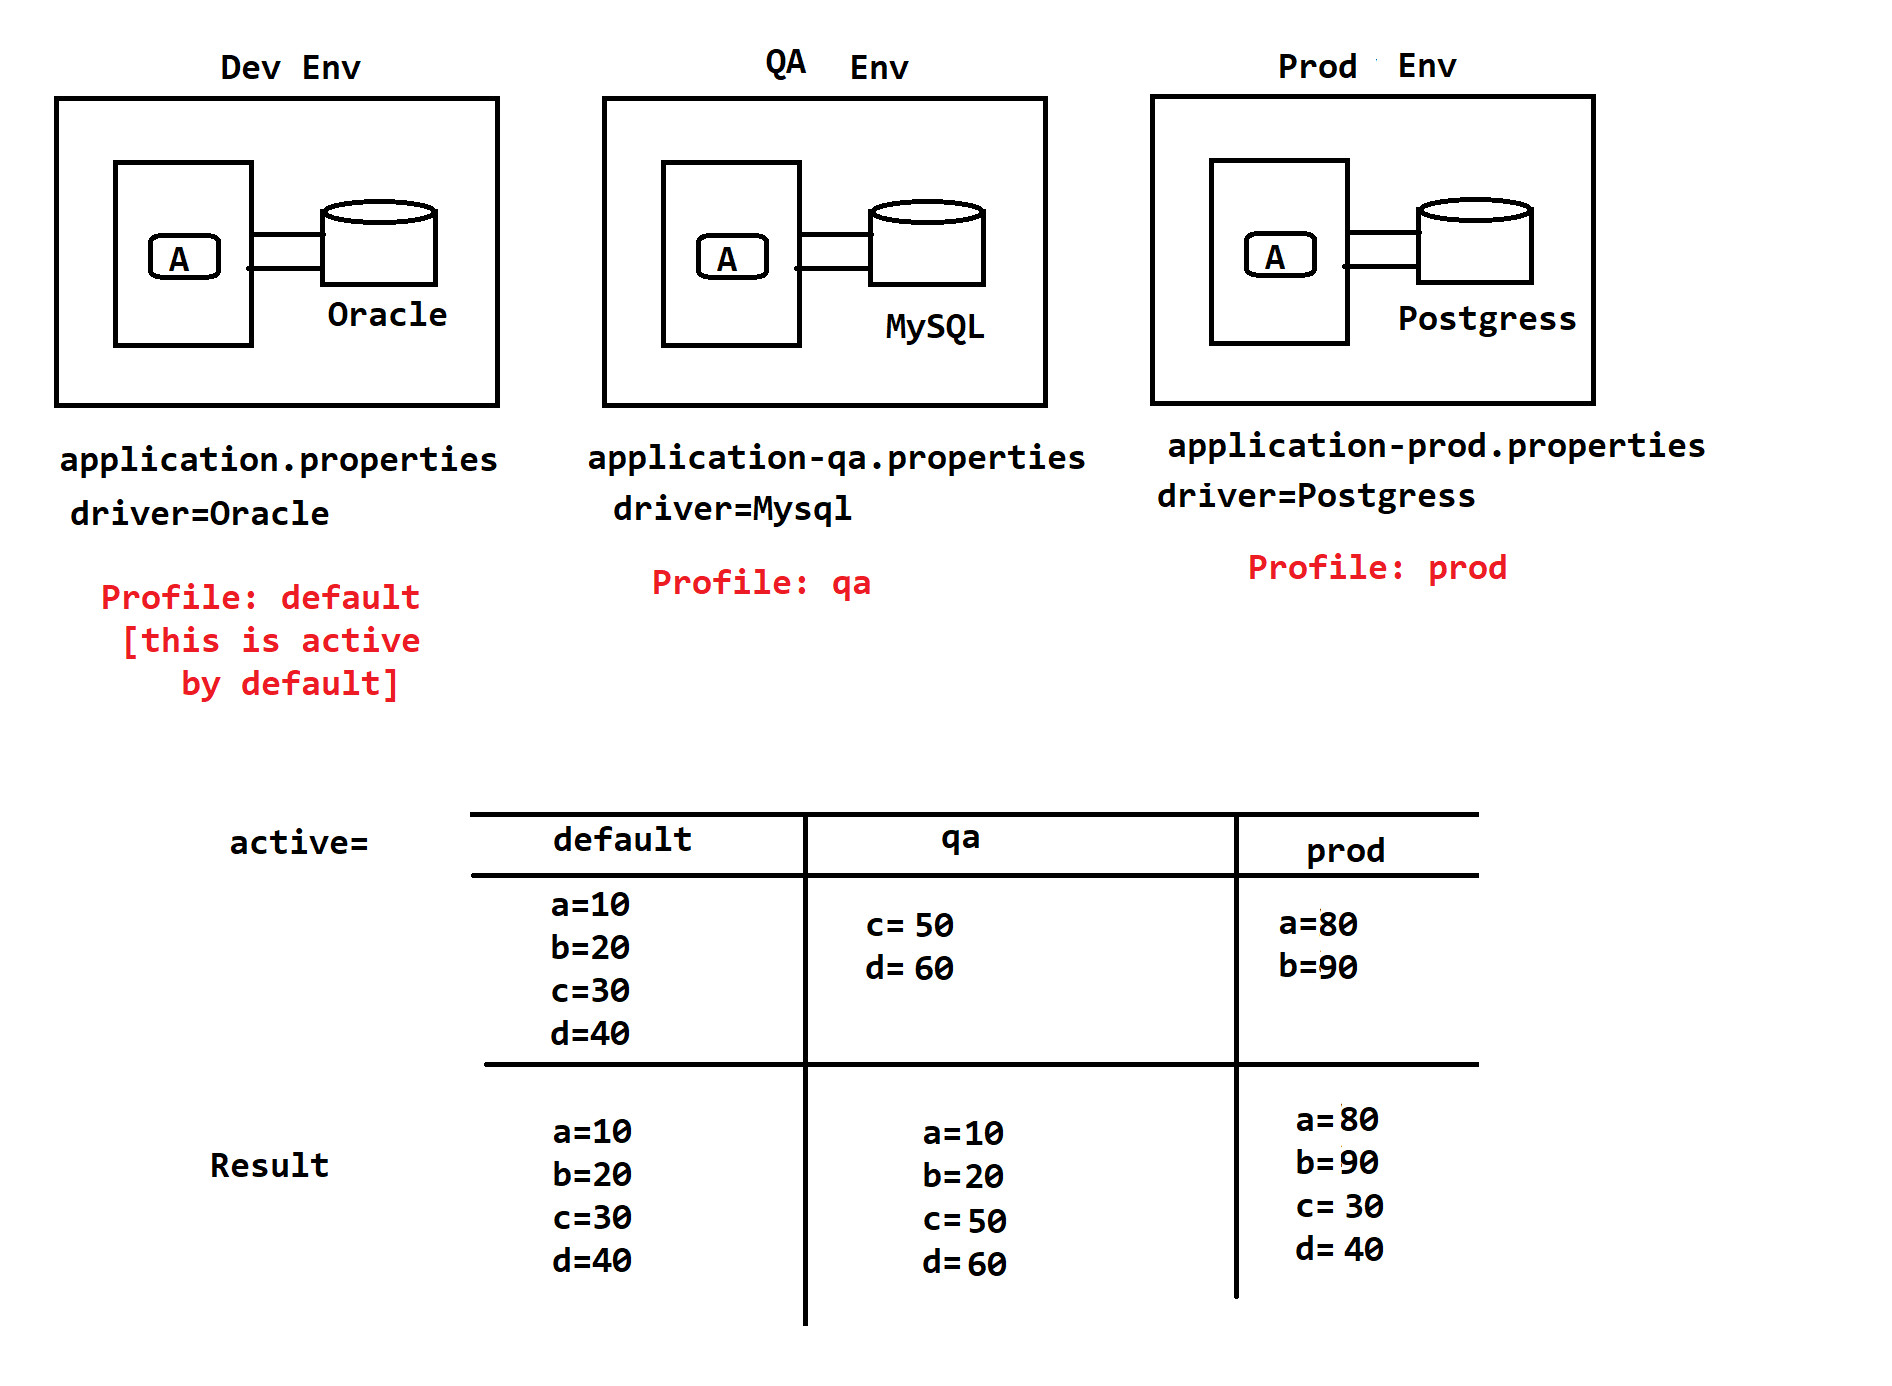 Dev Env
A
Oracle
application.properties
driver=Oracle
Profile: default
[this is active
by default]
QA Env
A
MySQL
application-qa.properties
driver=Mysql
Profile: qa
Prod Env
A
Postgress
application-prod.properties
driver=Postgress
Profile: prod
active= default qa prod
a=10
b=20
c=30
d=40
c= 50
d= 60
a=80
b=90
Result
a=10
b=20
c=30
d=40
a=10
b=20
c=50
d=60
a=80
b=90
c= 30
d= 40